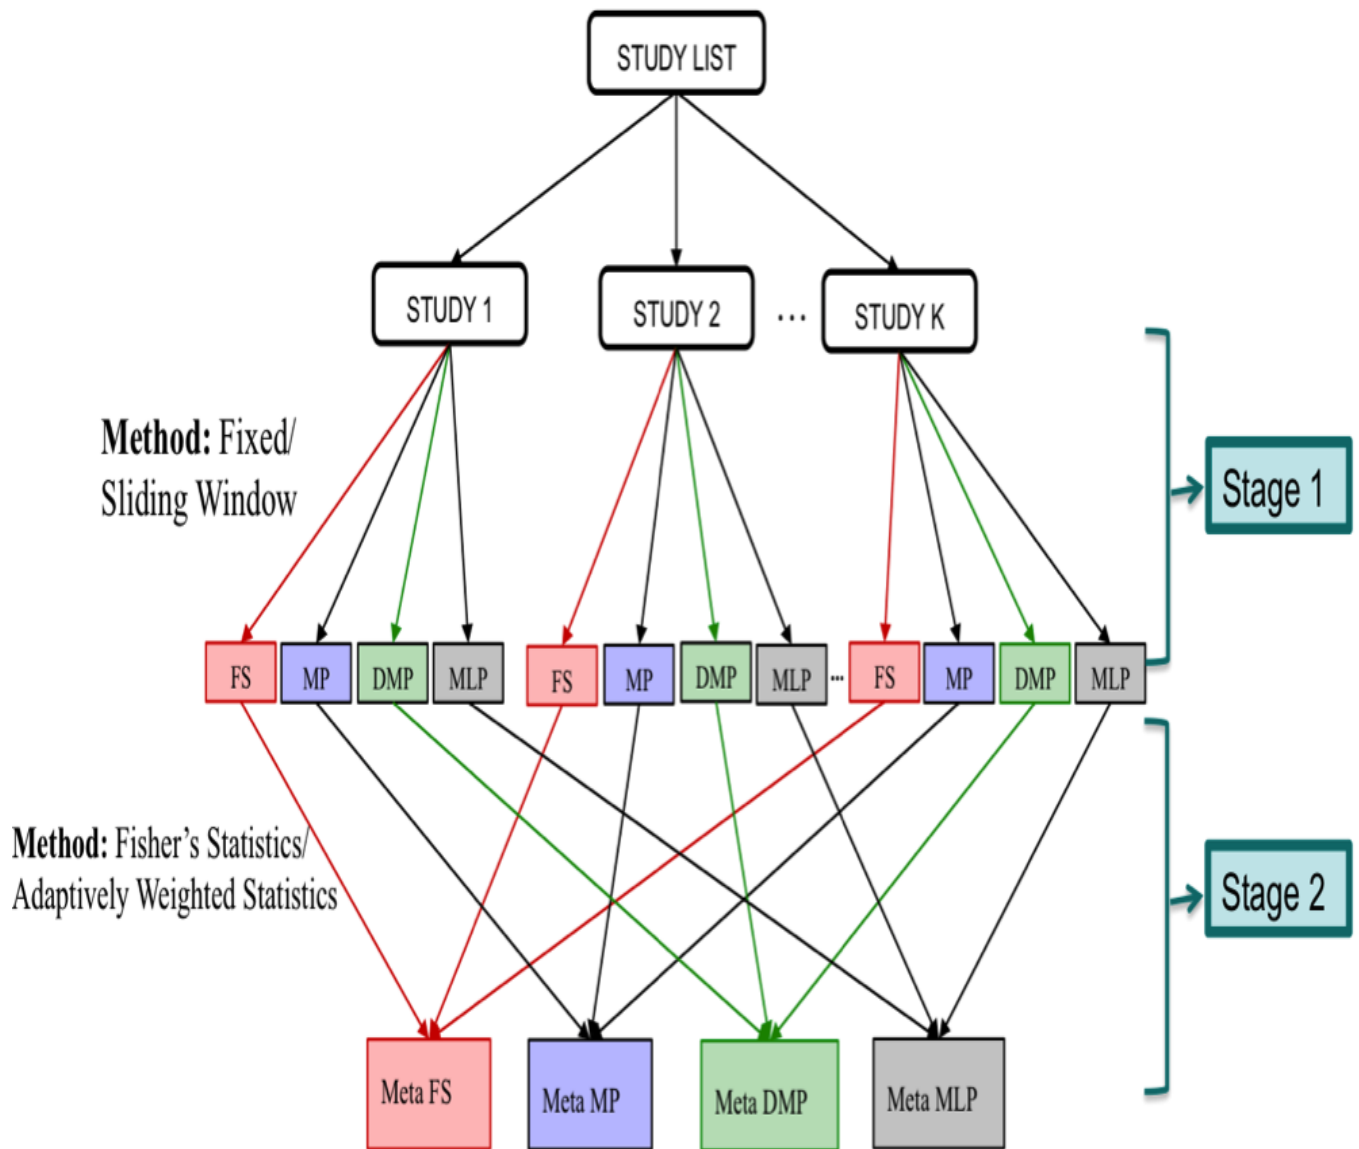 STUDY LIST
STUDY 1
STUDY 2
...
STUDY K
Method: Fixed/
Sliding Window
Stage 1
FS
MP
DMP
MLP
FS
MP
DMP
MLP
...
FS
MP
DMP
MLP
Method: Fisher's Statistics/
Adaptively Weighted Statistics
Stage 2
Meta FS
Meta MP
Meta DMP
Meta MLP